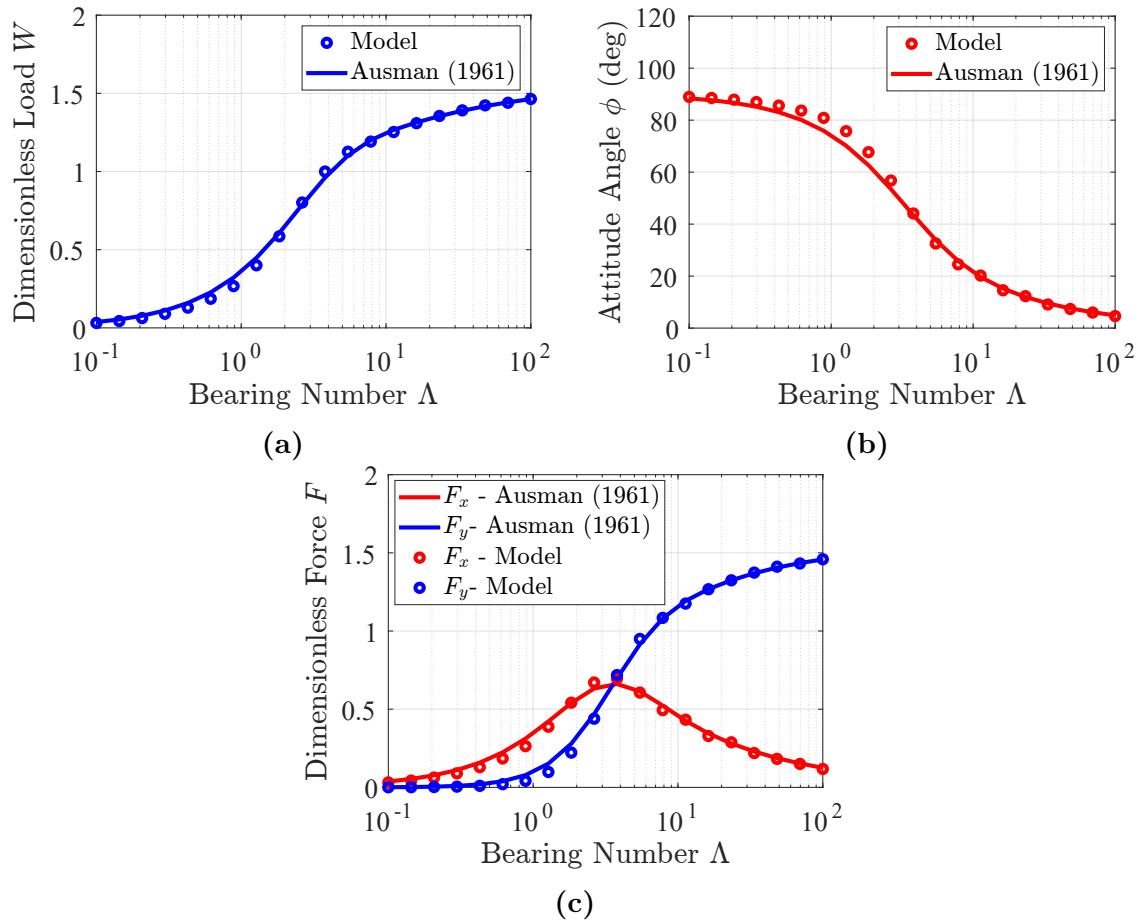 Dimensionless Load W
2
1.5
1
0.5
0
Model
Ausman (1961)
10^-1 10^0 10^1 10^2
Bearing Number Λ
(a)
Attitude Angle ϕ (deg)
120
100
80
60
40
20
0
Model
Ausman (1961)
10^-1 10^0 10^1 10^2
Bearing Number Λ
(b)
Dimensionless Force F
2
1.5
1
0.5
0
F_x - Ausman (1961)
F_y- Ausman (1961)
F_x - Model
F_y- Model
10^-1 10^0 10^1 10^2
Bearing Number Λ
(c)